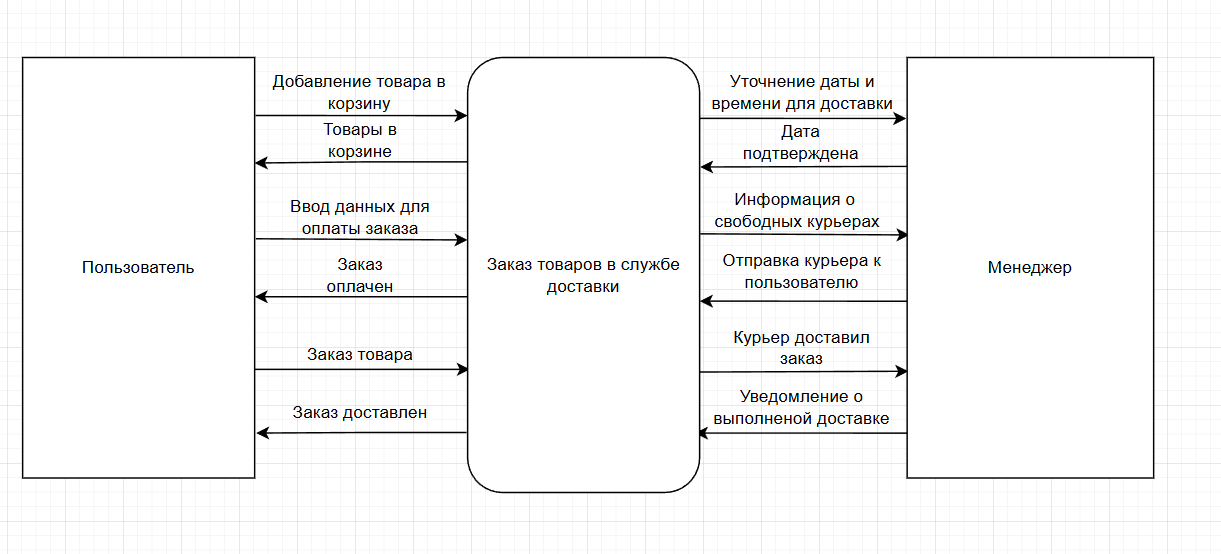 Добавление товара в
корзину
Товары в
корзине
Ввод данных для
оплаты заказа
Заказ
оплачен
Заказ товара
Заказ доставлен
Пользователь
Заказ товаров в службе
доставки
Уточнение даты и
времени для доставки
Дата
подтверждена
Информация о
свободных курьерах
Отправка курьера к
пользователю
Курьер доставил
заказ
Уведомление о
выполненой доставке
Менеджер